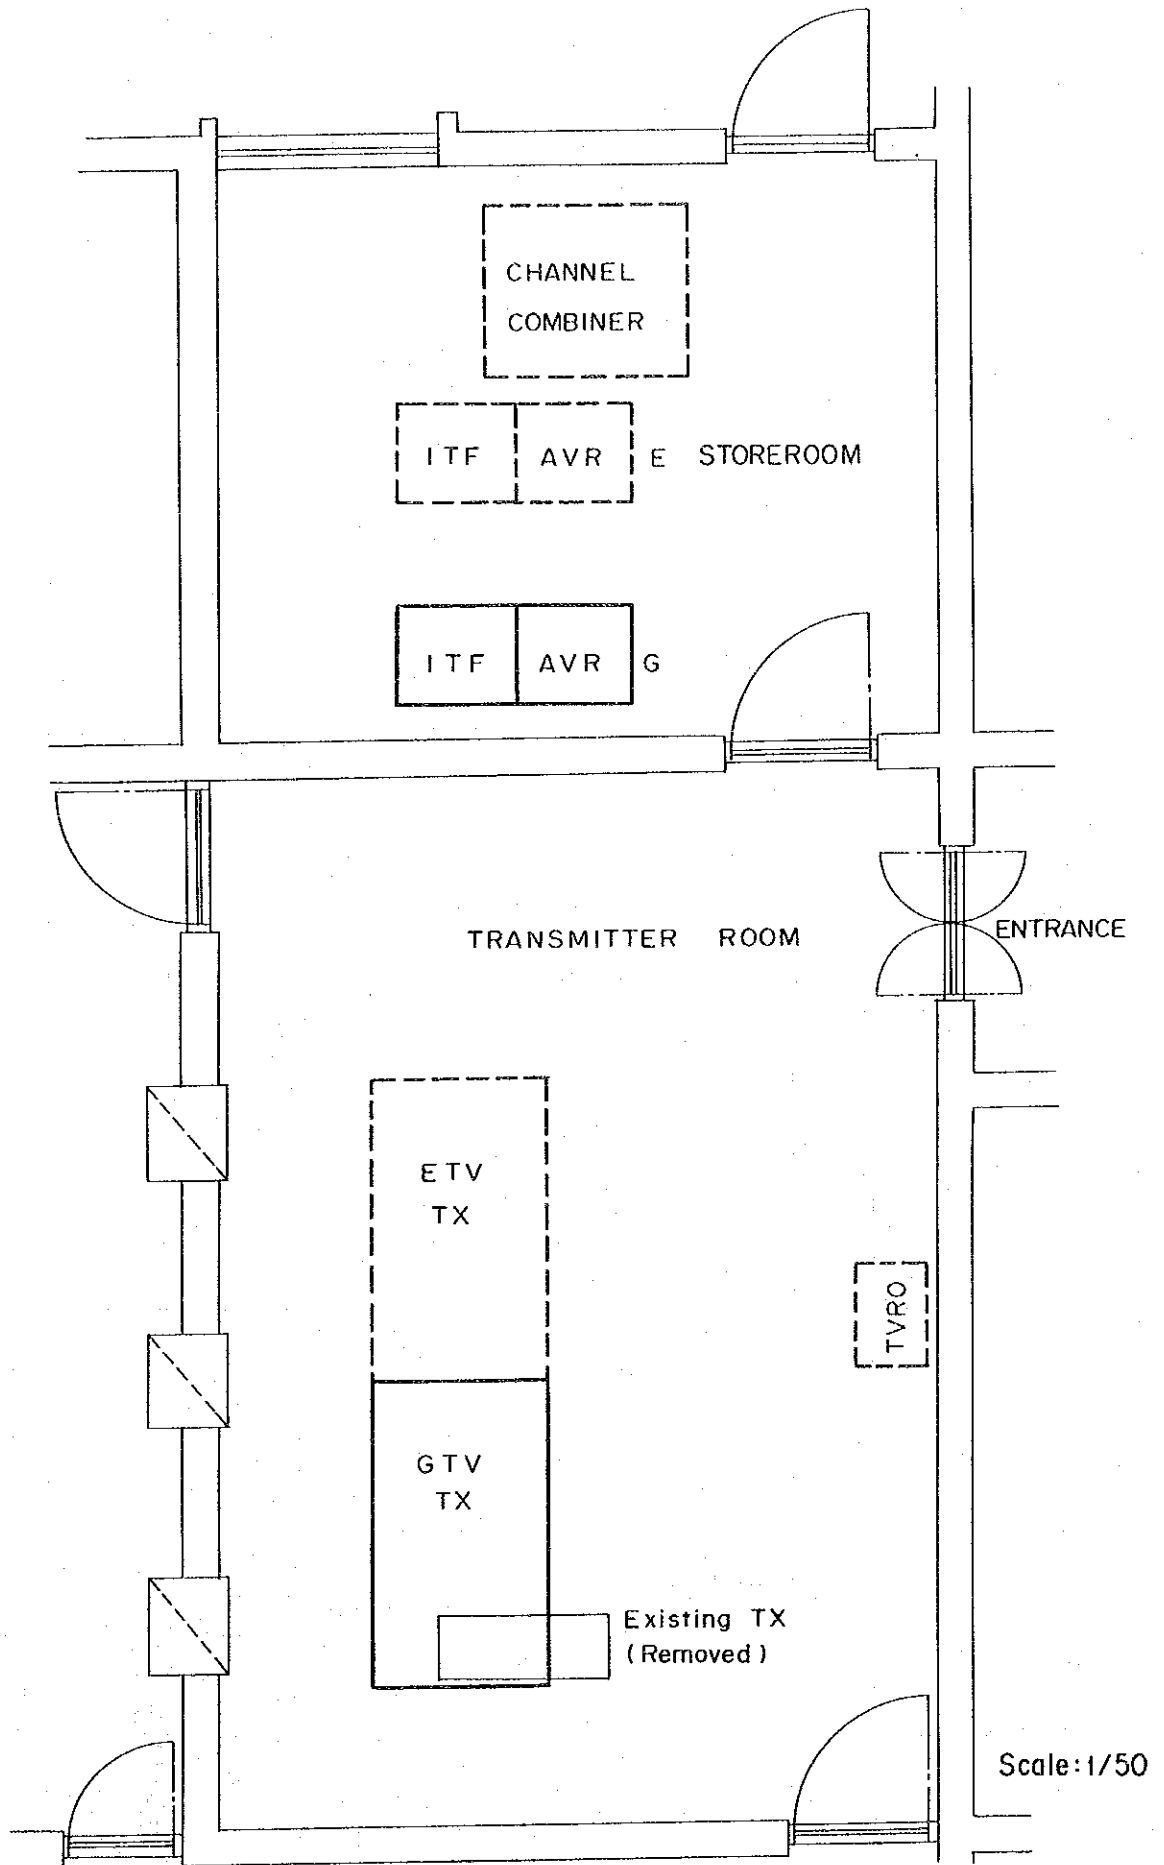 CHANNEL
COMBINER
ITF AVR E STOREROOM
ITF AVR G
TRANSMITTER ROOM
ENTRANCE
ETV
TX
TVRO
GTV
TX
Existing TX
(Removed)
Scale:1/50